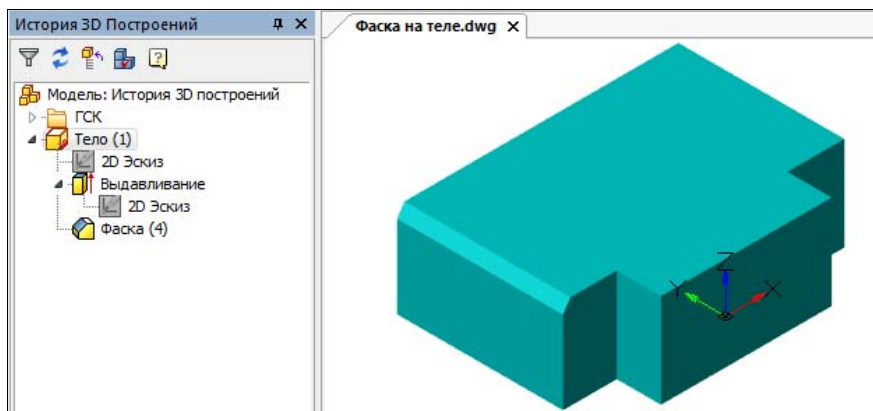 История 3D Построений
Фаска на теле.dwg
Модель: История 3D построений
ГСК
Тело (1)
2D Эскиз
Выдавливание
2D Эскиз
Фаска (4)
Z
Y
X